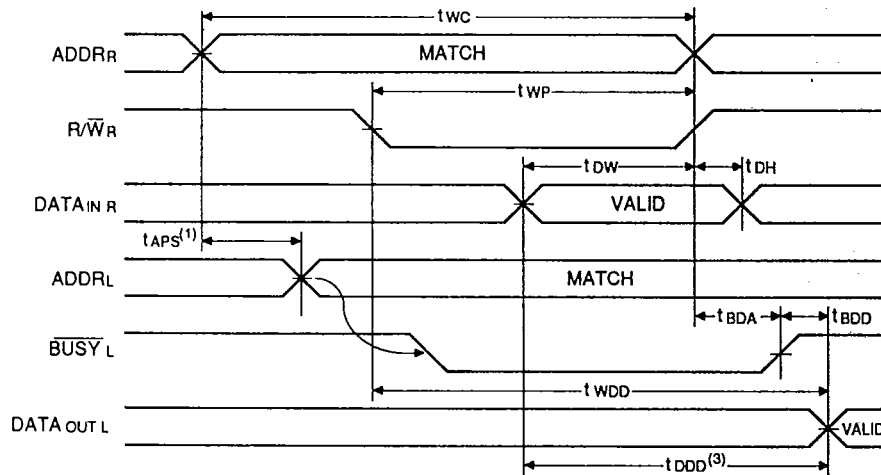 tWC
ADDRR MATCH
tWP
R/W̅R
tDW tDH
DATAIN R VALID
tAPS(1)
ADDRL MATCH
tBDA tBDD
B̅U̅S̅Y̅L
tWDD
DATAOUT L VALID
tDDD(3)